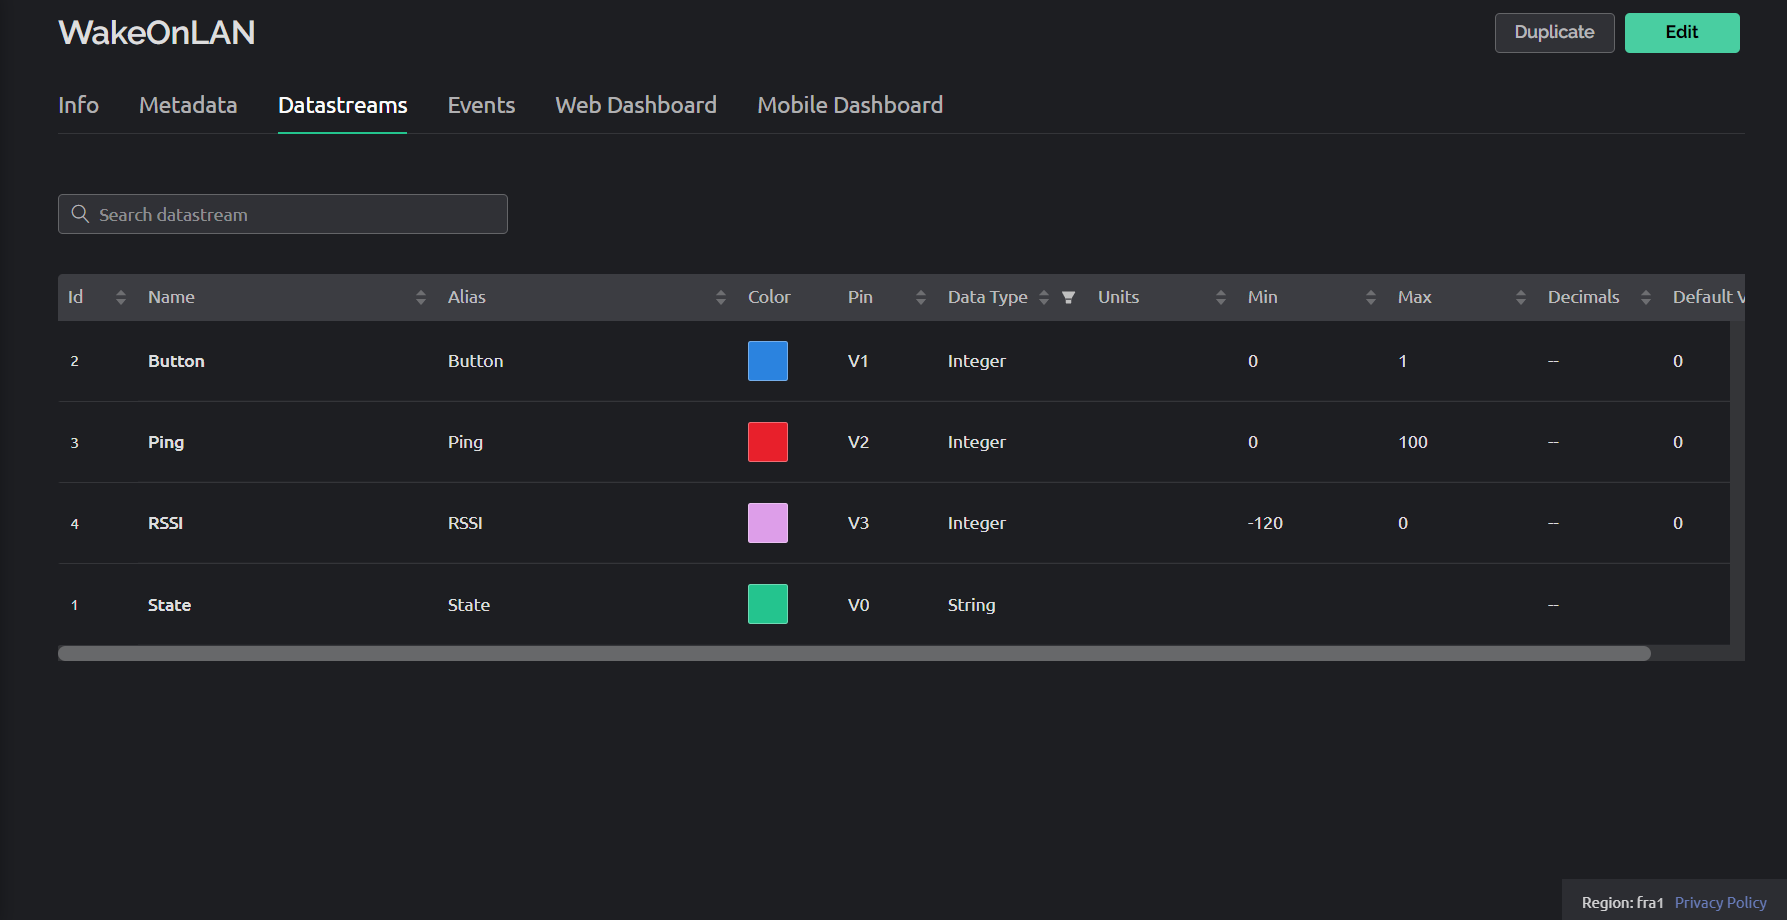 WakeOnLAN
Duplicate
Edit
Info Metadata Datastreams Events Web Dashboard Mobile Dashboard
Search datastream
Id Name Alias Color Pin Data Type Units Min Max Decimals Default V
2 Button Button V1 Integer 0 1 -- 0
3 Ping Ping V2 Integer 0 100 -- 0
4 RSSI RSSI V3 Integer -120 0 -- 0
1 State State V0 String --
Region: fra1 Privacy Policy